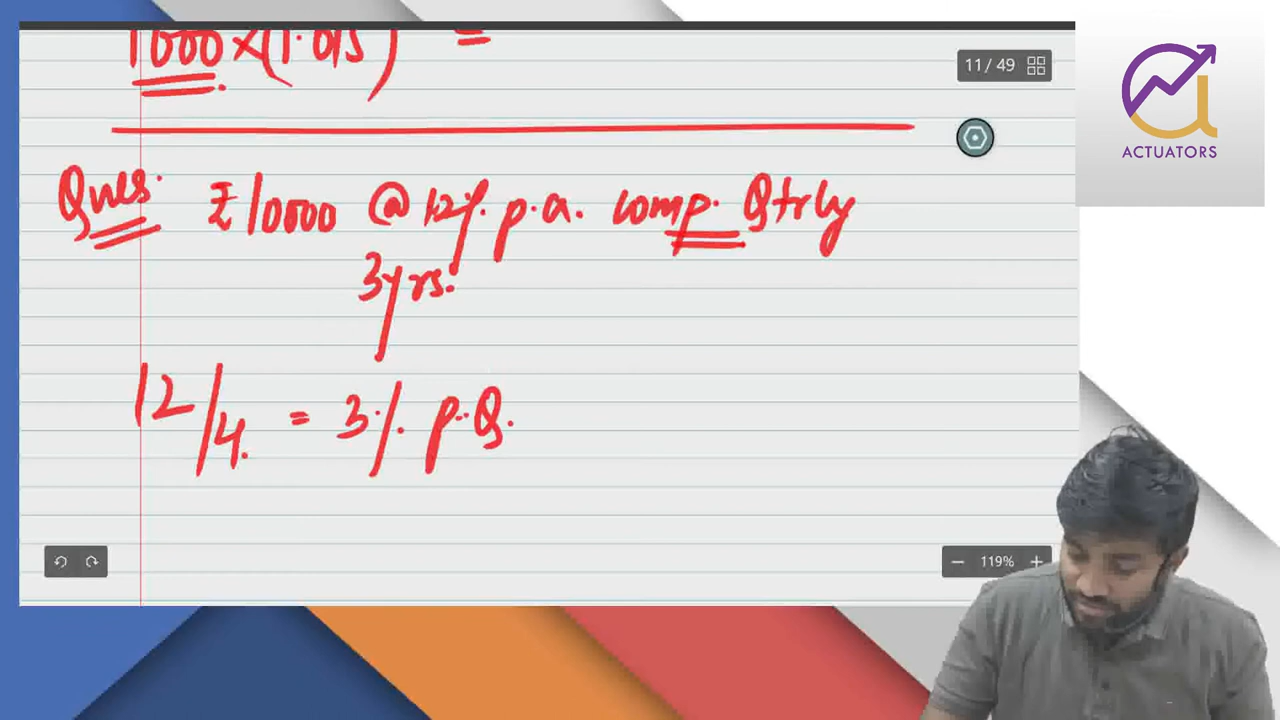 1000×(1.015) =
11 / 49
ACTUATORS
Ques. ₹10000 @ 12% p.a. comp. Qtrly
3yrs.
12/4. = 3% p.Q.
119%